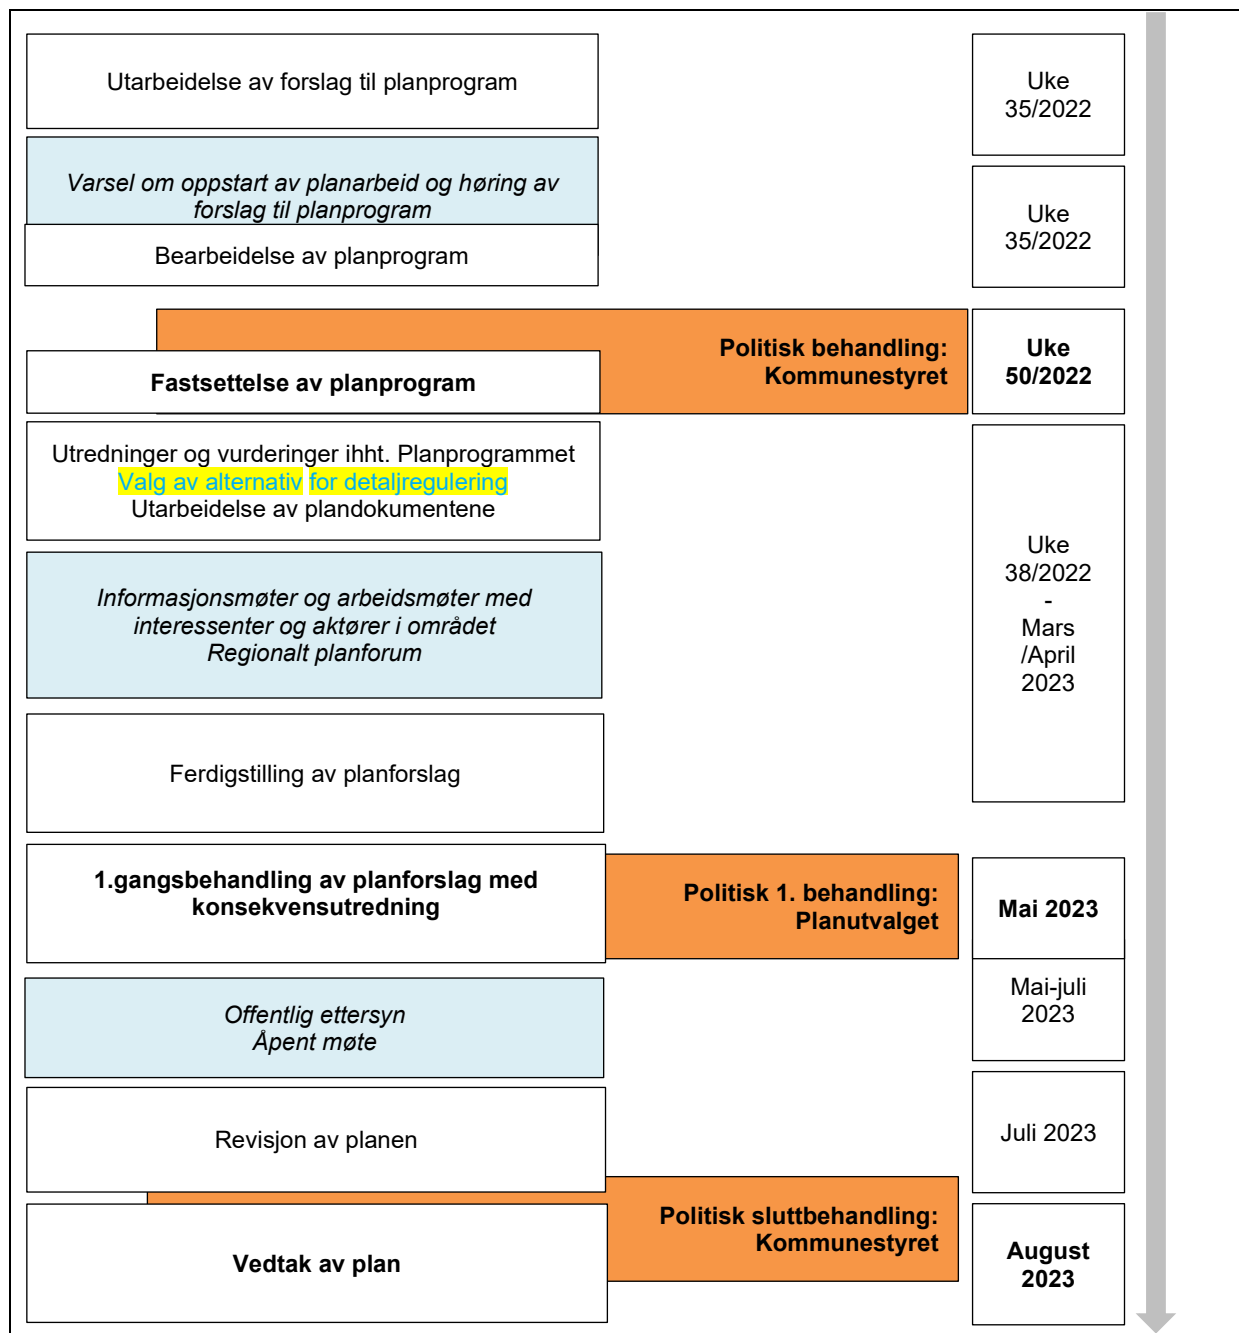 Utarbeidelse av forslag til planprogram
Uke
35/2022
Varsel om oppstart av planarbeid og høring av
forslag til planprogram
Uke
35/2022
Bearbeidelse av planprogram
Politisk behandling:
Kommunestyret
Uke
50/2022
Fastsettelse av planprogram
Utredninger og vurderinger ihht. Planprogrammet
Valg av alternativ for detaljregulering
Utarbeidelse av plandokumentene
Informasjonsmøter og arbeidsmøter med
interessenter og aktører i området
Regionalt planforum
Uke
38/2022
-
Mars
/April
2023
Ferdigstilling av planforslag
1.gangsbehandling av planforslag med
konsekvensutredning
Politisk 1. behandling:
Planutvalget
Mai 2023
Offentlig ettersyn
Åpent møte
Mai-juli
2023
Revisjon av planen
Juli 2023
Politisk sluttbehandling:
Kommunestyret
Vedtak av plan
August
2023